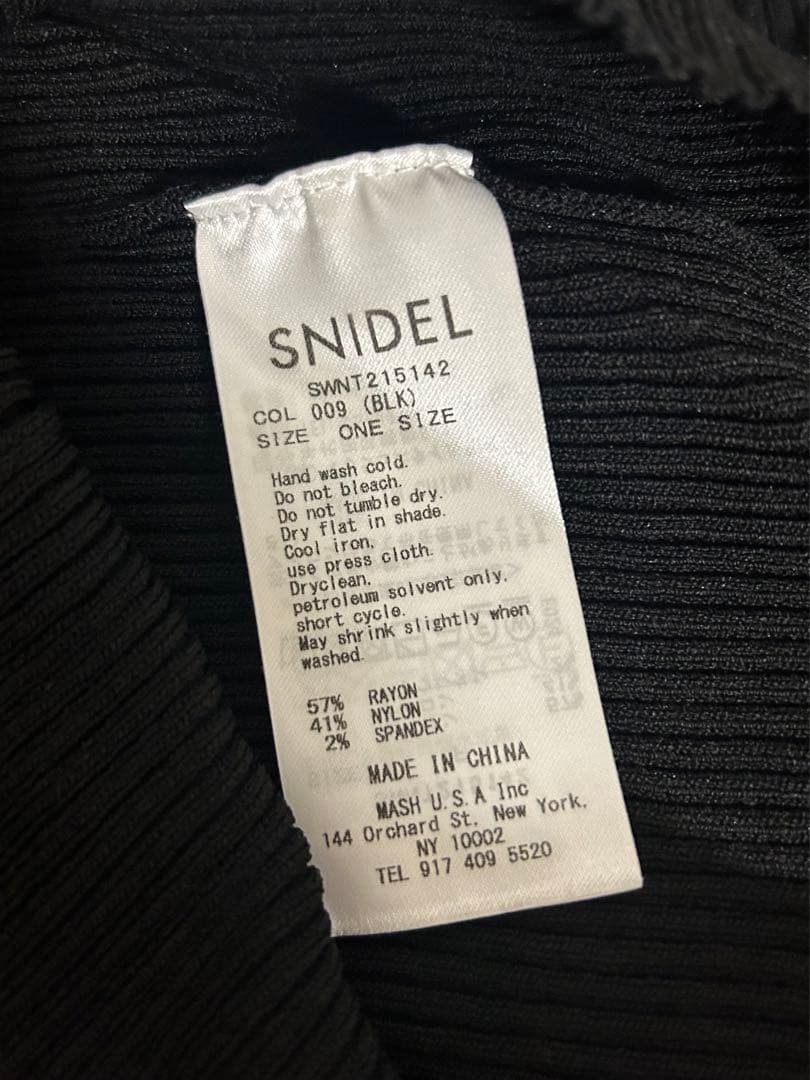 SNIDEL
SWNT215142
COL 009 (BLK)
SIZE ONE SIZE
Hand wash cold.
Do not bleach.
Do not tumble dry.
Dry flat in shade.
Cool iron.
use press cloth.
Dryclean.
petroleum solvent only.
short cycle.
May shrink slightly when
washed.
57% RAYON
41% NYLON
2% SPANDEX
MADE IN CHINA
MASH U.S.A Inc
144 Orchard St. New York.
NY 10002
TEL 917 409 5520